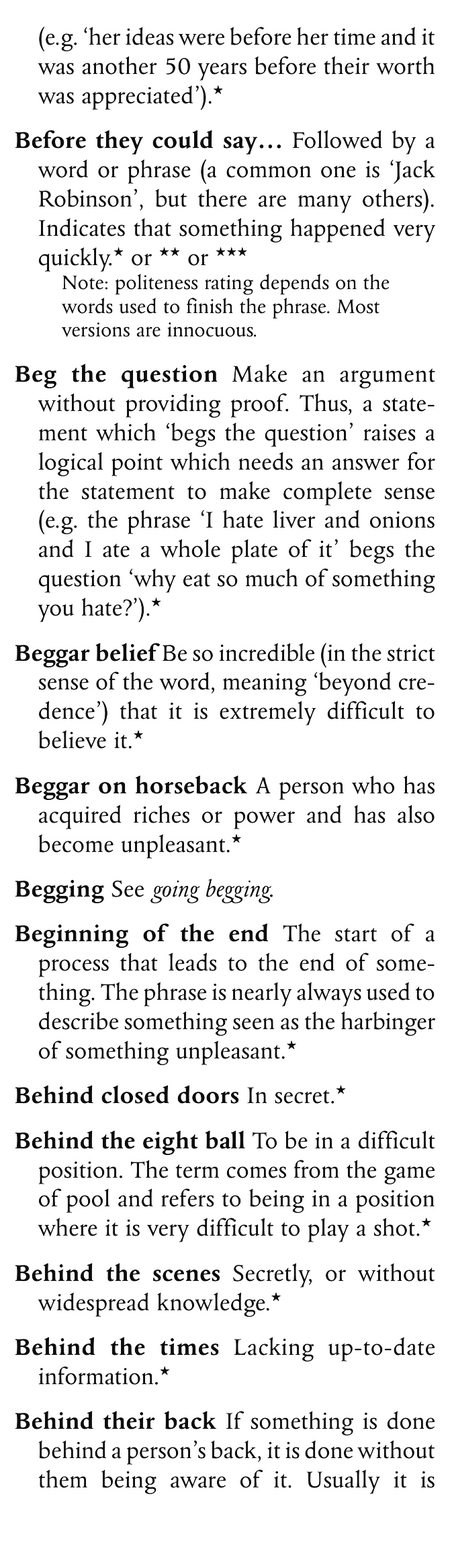 (e.g. ‘her ideas were before her time and it
was another 50 years before their worth
was appreciated’).★
Before they could say… Followed by a
word or phrase (a common one is ‘Jack
Robinson’, but there are many others).
Indicates that something happened very
quickly.★ or ★★ or ★★★
Note: politeness rating depends on the
words used to finish the phrase. Most
versions are innocuous.
Beg the question Make an argument
without providing proof. Thus, a state-
ment which ‘begs the question’ raises a
logical point which needs an answer for
the statement to make complete sense
(e.g. the phrase ‘I hate liver and onions
and I ate a whole plate of it’ begs the
question ‘why eat so much of something
you hate?’).★
Beggar belief Be so incredible (in the strict
sense of the word, meaning ‘beyond cre-
dence’) that it is extremely difficult to
believe it.★
Beggar on horseback A person who has
acquired riches or power and has also
become unpleasant.★
Begging See going begging.
Beginning of the end The start of a
process that leads to the end of some-
thing. The phrase is nearly always used to
describe something seen as the harbinger
of something unpleasant.★
Behind closed doors In secret.★
Behind the eight ball To be in a difficult
position. The term comes from the game
of pool and refers to being in a position
where it is very difficult to play a shot.★
Behind the scenes Secretly, or without
widespread knowledge.★
Behind the times Lacking up-to-date
information.★
Behind their back If something is done
behind a person’s back, it is done without
them being aware of it. Usually it is